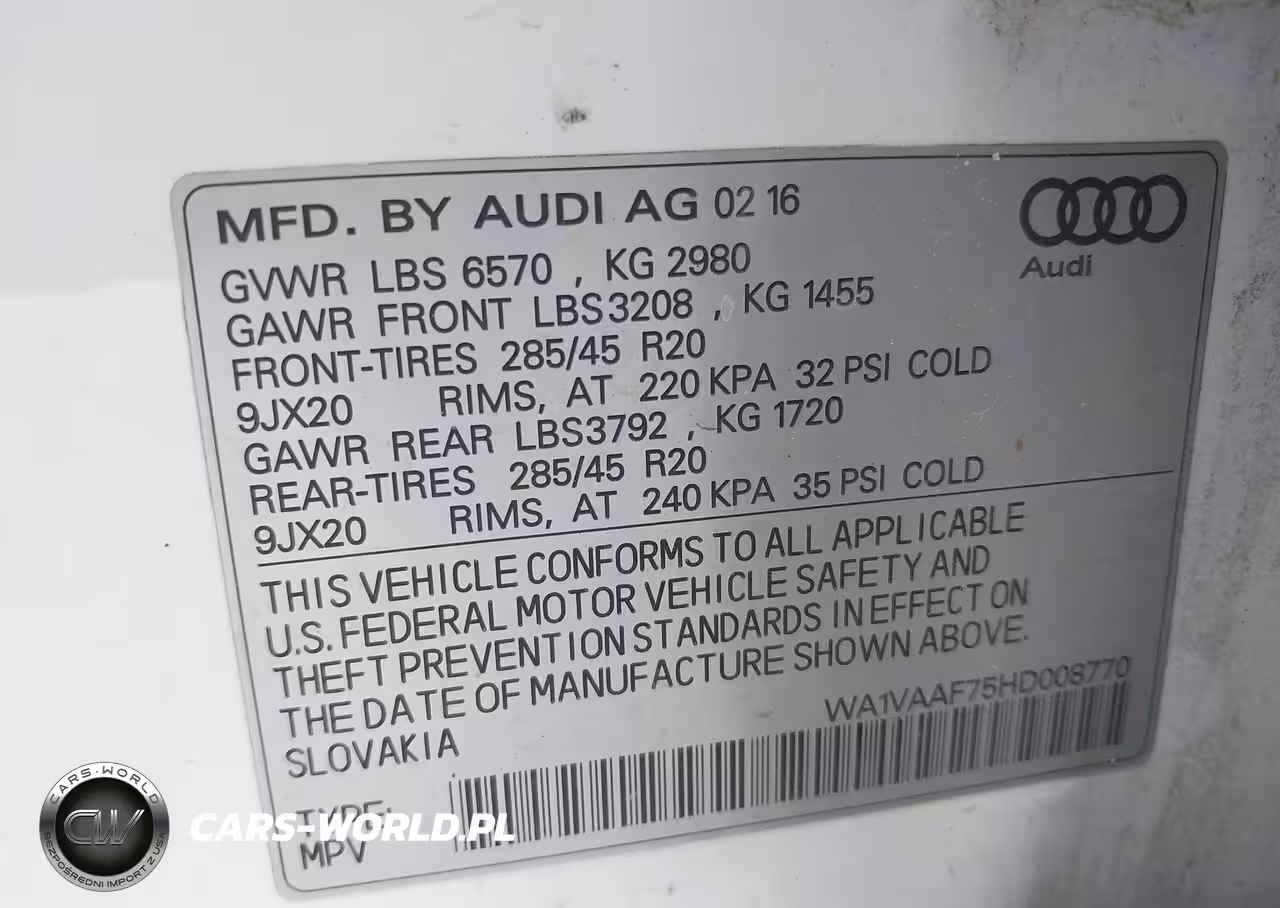 MFD. BY AUDI AG 02 16
Audi
GVWR LBS 6570 , KG 2980
GAWR FRONT LBS3208 , KG 1455
FRONT-TIRES 285/45 R20
9JX20 RIMS, AT 220 KPA 32 PSI COLD
GAWR REAR LBS3792 , KG 1720
REAR-TIRES 285/45 R20
9JX20 RIMS, AT 240 KPA 35 PSI COLD
THIS VEHICLE CONFORMS TO ALL APPLICABLE
U.S. FEDERAL MOTOR VEHICLE SAFETY AND
THEFT PREVENTION STANDARDS IN EFFECT ON
THE DATE OF MANUFACTURE SHOWN ABOVE.
SLOVAKIA
WA1VAAF75HD008770
TYPE:
MPV
CARS-WORLD
CW
BEZPOŚREDNI IMPORT Z USA
CARS-WORLD.PL